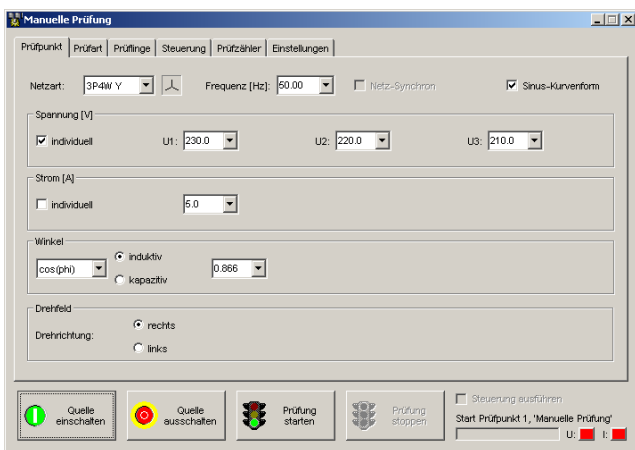 Manuelle Prüfung
Prüfpunkt Prüfart Prüflinge Steuerung Prüfzähler Einstellungen
Netzart: 3P4W Y Frequenz [Hz]: 50.00 Netz-Synchron Sinus-Kurvenform
Spannung [V]
individuell U1: 230.0 U2: 220.0 U3: 210.0
Strom [A]
individuell 5.0
Winkel
cos(phi) induktiv 0.866
kapazitiv
Drehfeld
Drehrichtung: rechts
links
Quelle einschalten Quelle ausschalten Prüfung starten Prüfung stoppen Steuerung ausführen
Start Prüfpunkt 1, 'Manuelle Prüfung'
U: I: